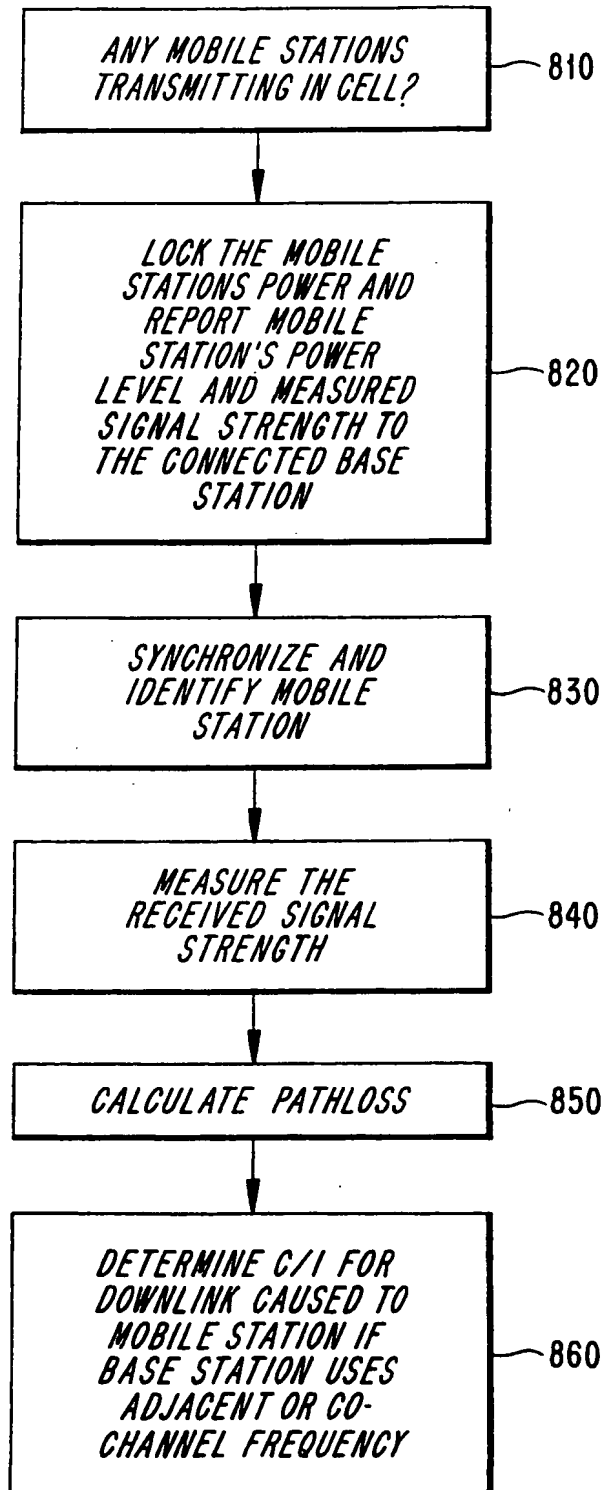 ANY MOBILE STATIONS
TRANSMITTING IN CELL?
810
LOCK THE MOBILE
STATIONS POWER AND
REPORT MOBILE
STATION'S POWER
LEVEL AND MEASURED
SIGNAL STRENGTH TO
THE CONNECTED BASE
STATION
820
SYNCHRONIZE AND
IDENTIFY MOBILE
STATION
830
MEASURE THE
RECEIVED SIGNAL
STRENGTH
840
CALCULATE PATHLOSS
850
DETERMINE C/I FOR
DOWNLINK CAUSED TO
MOBILE STATION IF
BASE STATION USES
ADJACENT OR CO-
CHANNEL FREQUENCY
860